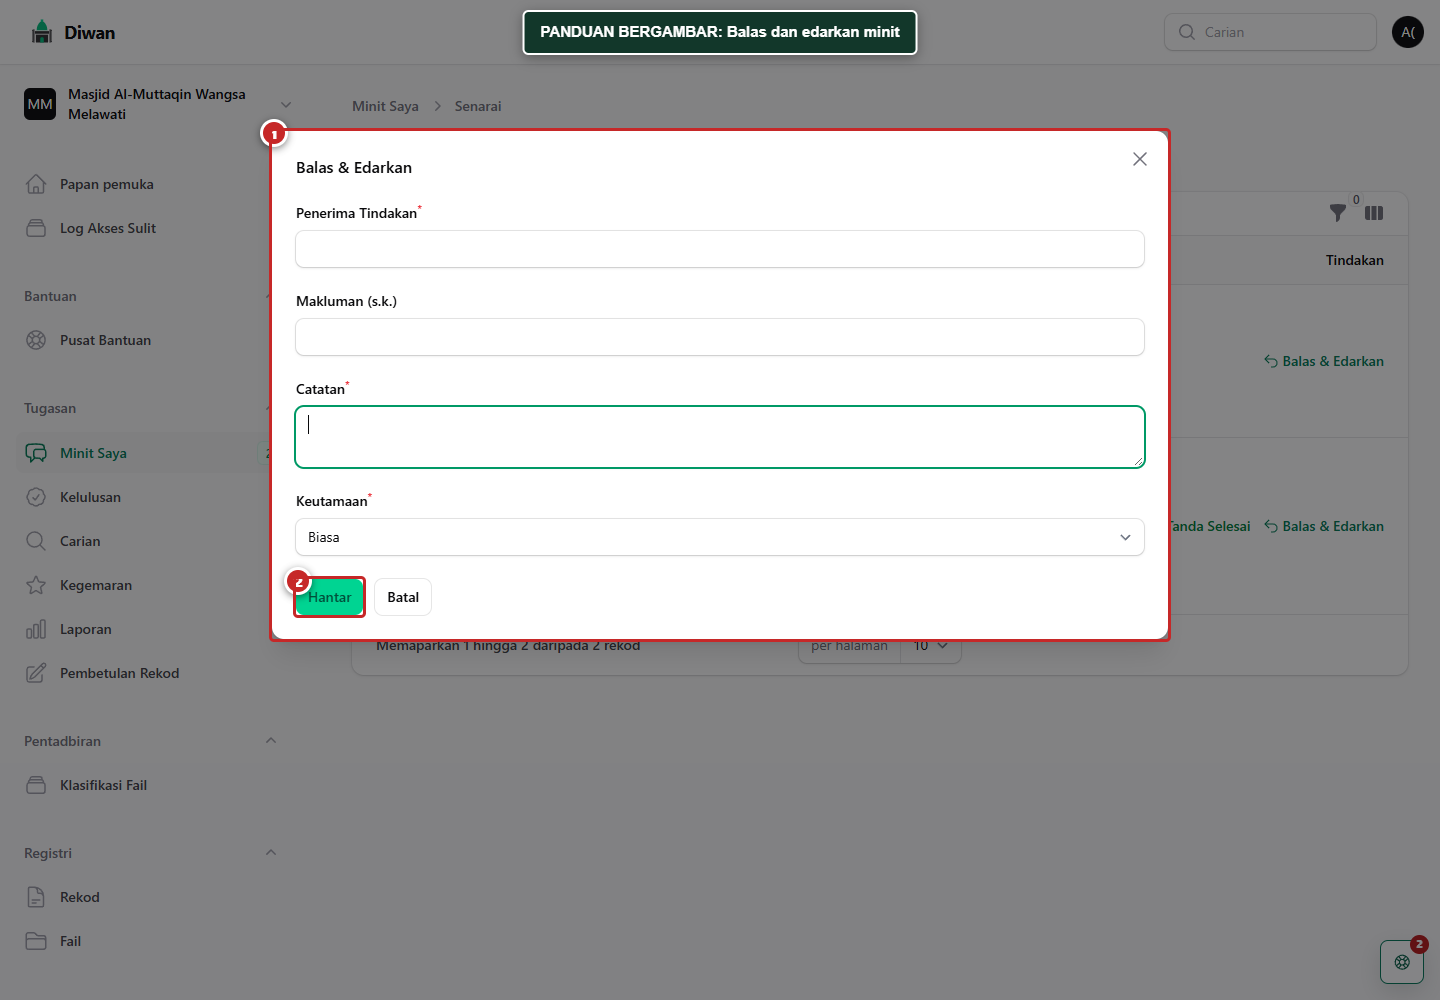 Diwan
PANDUAN BERGAMBAR: Balas dan edarkan minit
Carian
A(
MM
Masjid Al-Muttaqin Wangsa
Melawati
Minit Saya
Senarai
Papan pemuka
Log Akses Sulit
Bantuan
Pusat Bantuan
Tugasan
Minit Saya
2
Kelulusan
Carian
Kegemaran
Laporan
Pembetulan Rekod
Pentadbiran
Klasifikasi Fail
Registri
Rekod
Fail
1
Balas & Edarkan
Penerima Tindakan*
Makluman (s.k.)
Catatan*
Keutamaan*
Biasa
2
Hantar
Batal
0
Tindakan
Balas & Edarkan
Tanda Selesai
Balas & Edarkan
Memaparkan 1 hingga 2 daripada 2 rekod
per halaman
10
2